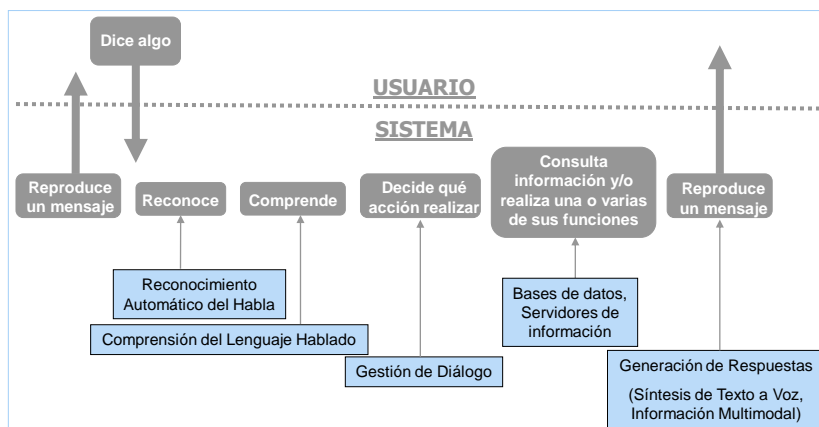 Dice algo
USUARIO
SISTEMA
Reproduce
un mensaje
Reconoce
Comprende
Decide qué
acción realizar
Consulta
información y/o
realiza una o varias
de sus funciones
Reproduce
un mensaje
Reconocimiento
Automático del Habla
Comprensión del Lenguaje Hablado
Gestión de Diálogo
Bases de datos,
Servidores de
información
Generación de Respuestas
(Síntesis de Texto a Voz,
Información Multimodal)